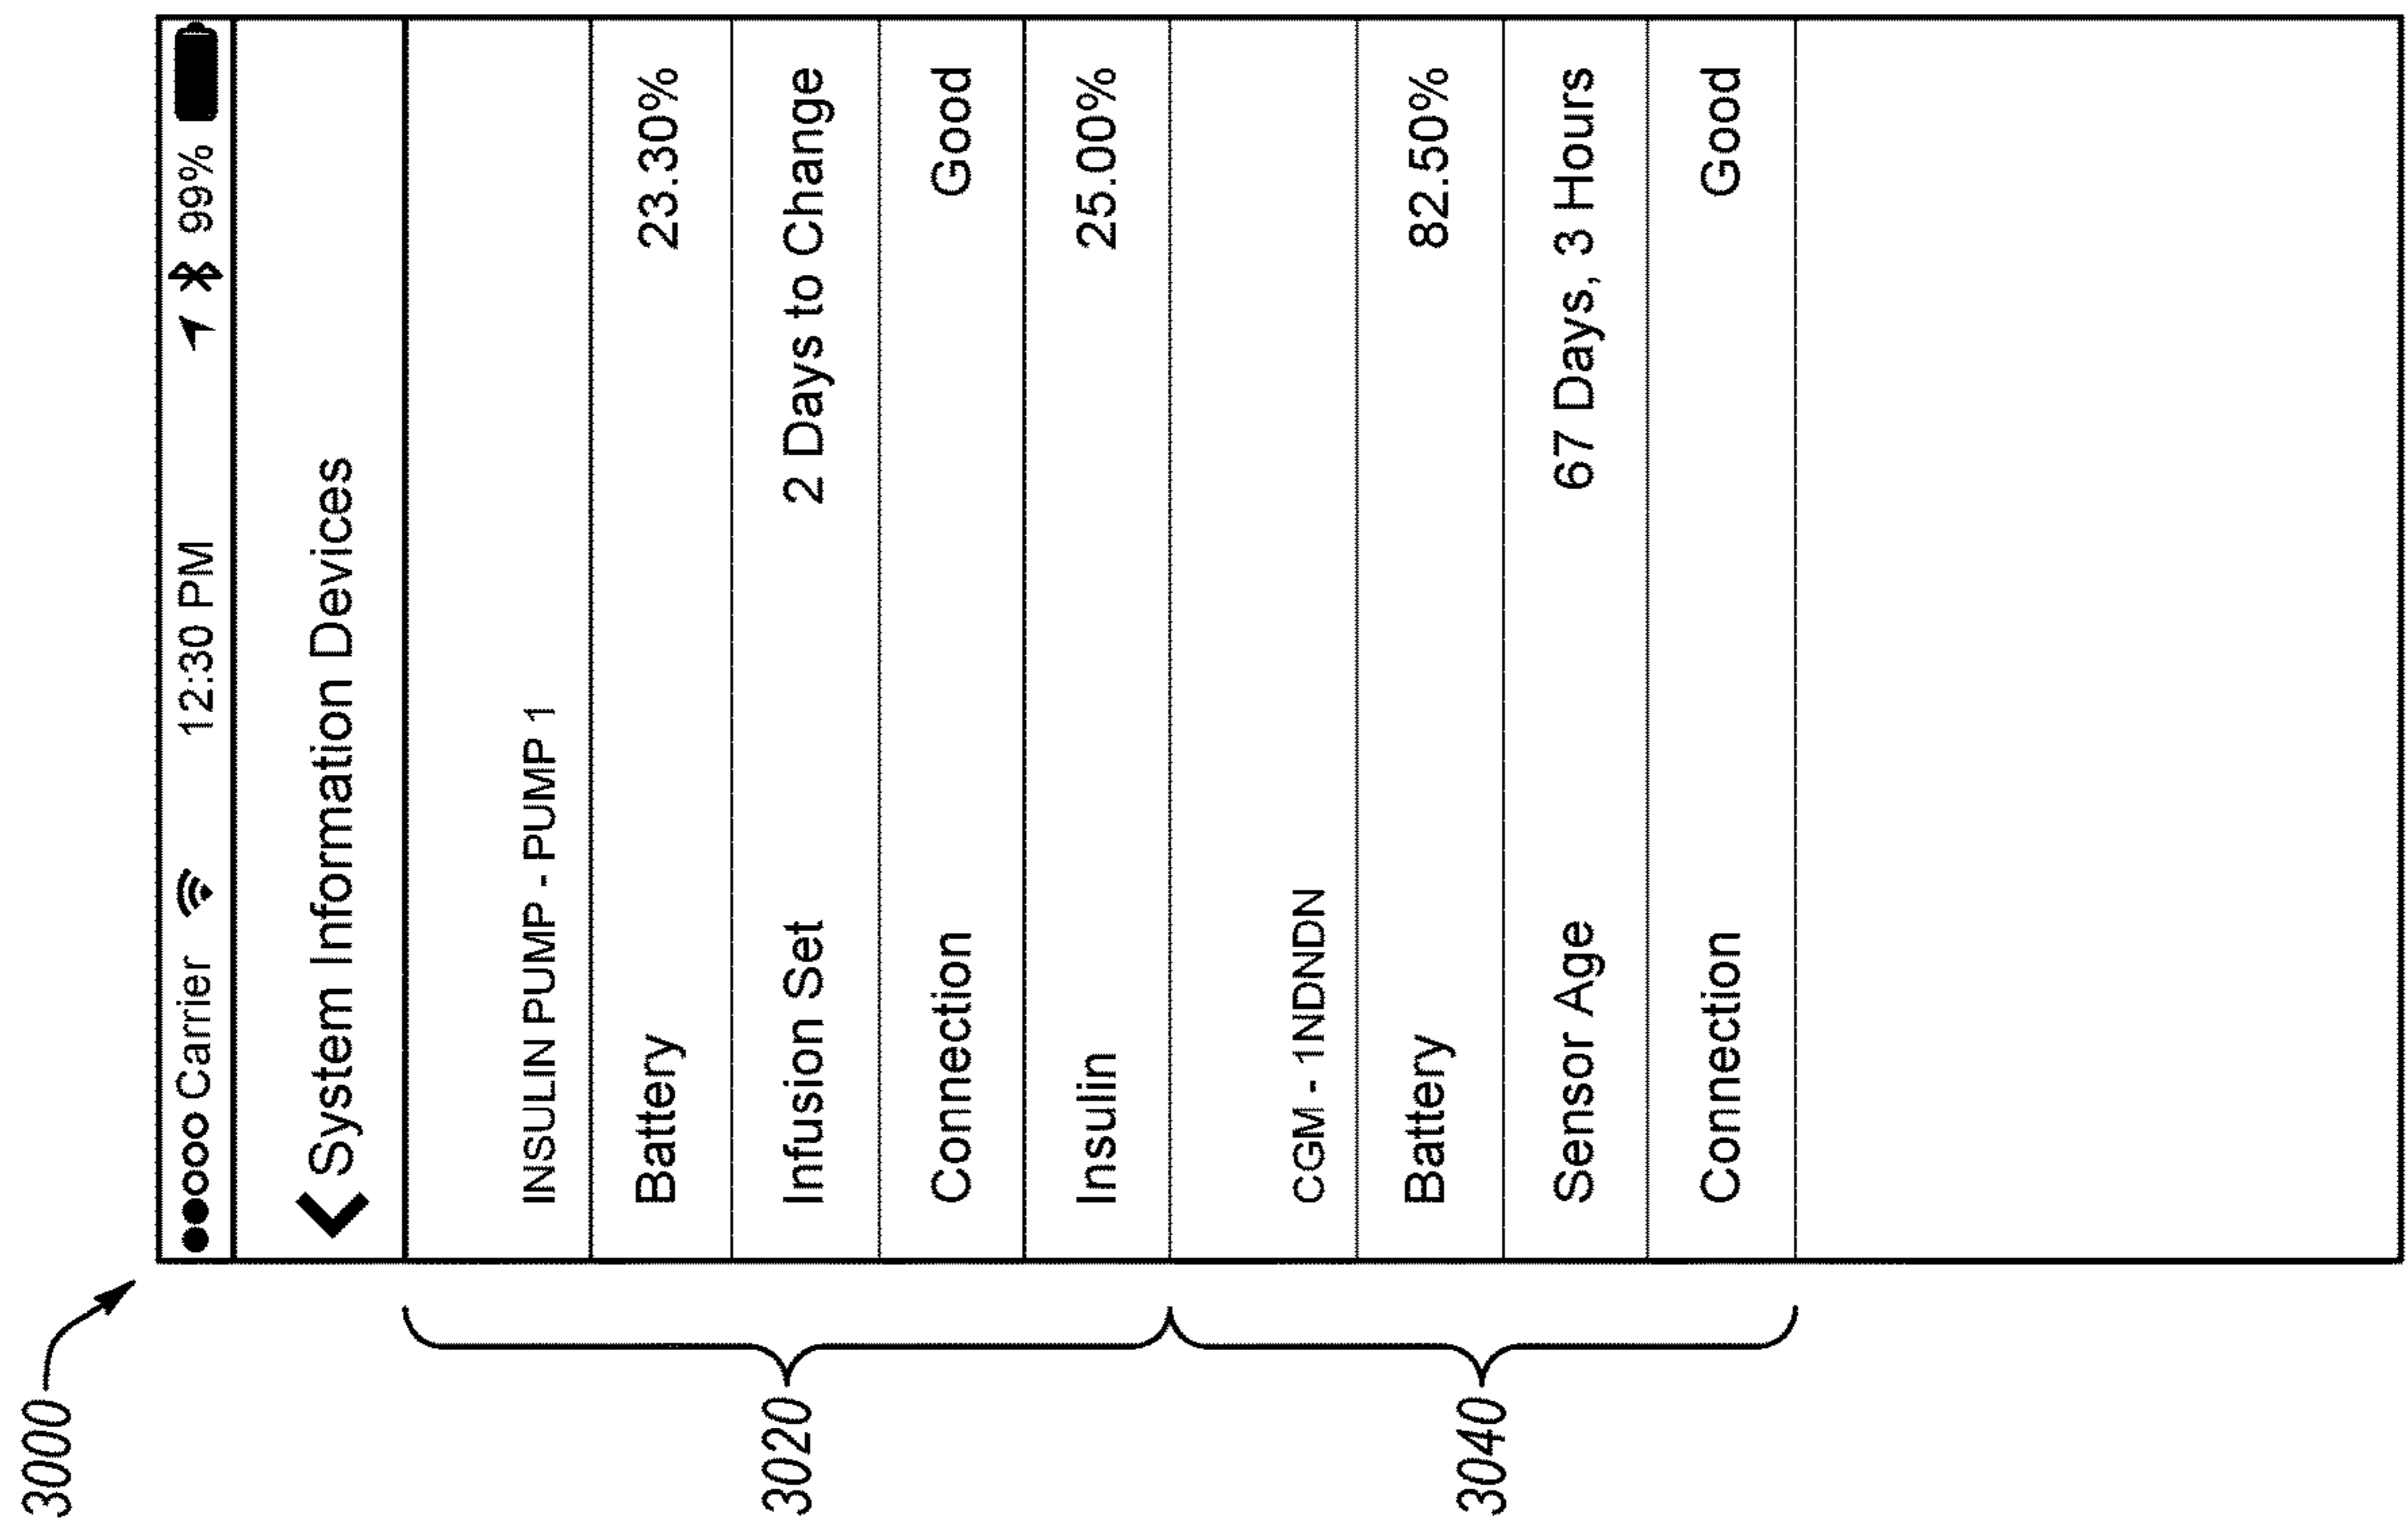 3000
Carrier 12:30 PM 99%
System Information Devices
3020
INSULIN PUMP - PUMP 1
Battery 23.30%
Infusion Set 2 Days to Change
Connection Good
Insulin 25.00%
3040
CGM - 1NDNDN
Battery 82.50%
Sensor Age 67 Days, 3 Hours
Connection Good